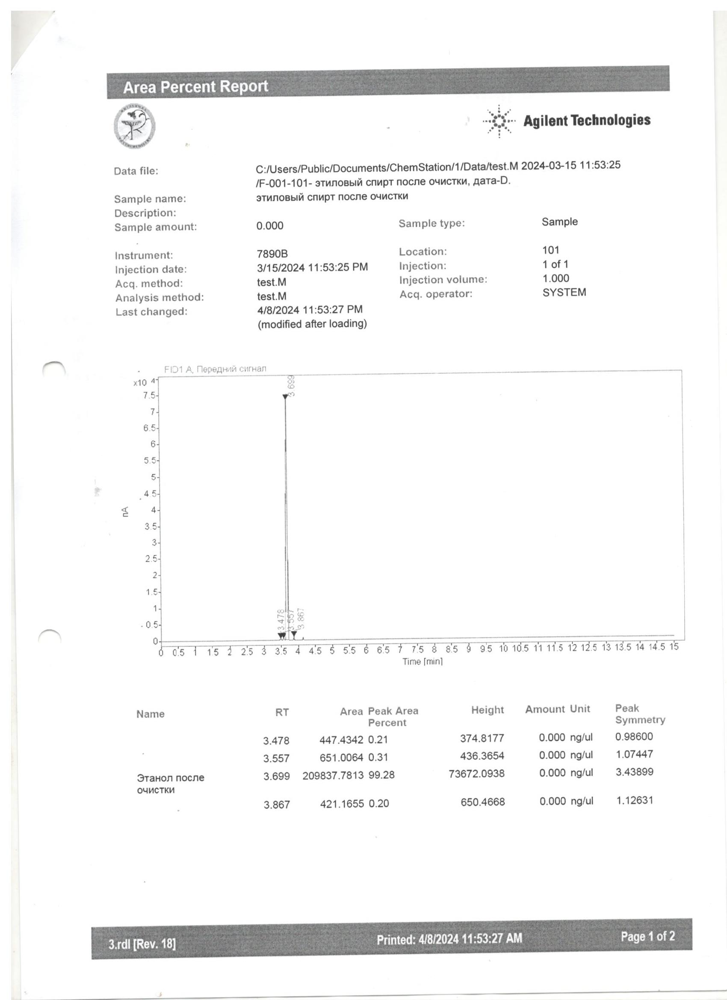 Area Percent Report
Agilent Technologies
Data file: C:/Users/Public/Documents/ChemStation/1/Data/test.M 2024-03-15 11:53:25
/F-001-101- этиловый спирт после очистки, дата-D.
Sample name: этиловый спирт после очистки
Description:
Sample amount: 0.000 Sample type: Sample
Instrument: 7890B Location: 101
Injection date: 3/15/2024 11:53:25 PM Injection: 1 of 1
Acq. method: test.M Injection volume: 1.000
Analysis method: test.M Acq. operator: SYSTEM
Last changed: 4/8/2024 11:53:27 PM
(modified after loading)
FID1 A, Передний сигнал
x10 4
3.699
7.5
7
6.5
6
5.5
5
4.5
4
3.5
3
2.5
2
1.5
1
0.5
0
пА
3.478
3.557
3.867
0 0.5 1 1.5 2 2.5 3 3.5 4 4.5 5 5.5 6 6.5 7 7.5 8 8.5 9 9.5 10 10.5 11 11.5 12 12.5 13 13.5 14 14.5 15
Time [min]
Name RT Area Peak Area Height Amount Unit Peak
Percent Symmetry
3.478 447.4342 0.21 374.8177 0.000 ng/ul 0.98600
3.557 651.0064 0.31 436.3654 0.000 ng/ul 1.07447
Этанол после 3.699 209837.7813 99.28 73672.0938 0.000 ng/ul 3.43899
очистки
3.867 421.1655 0.20 650.4668 0.000 ng/ul 1.12631
3.rdl [Rev. 18] Printed: 4/8/2024 11:53:27 AM Page 1 of 2